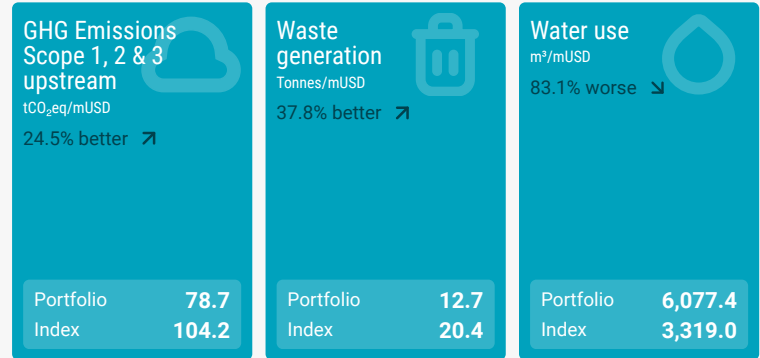 GHG Emissions
Scope 1, 2 & 3
upstream
tCO₂eq/mUSD
24.5% better
Portfolio 78.7
Index 104.2
Waste
generation
Tonnes/mUSD
37.8% better
Portfolio 12.7
Index 20.4
Water use
m³/mUSD
83.1% worse
Portfolio 6,077.4
Index 3,319.0